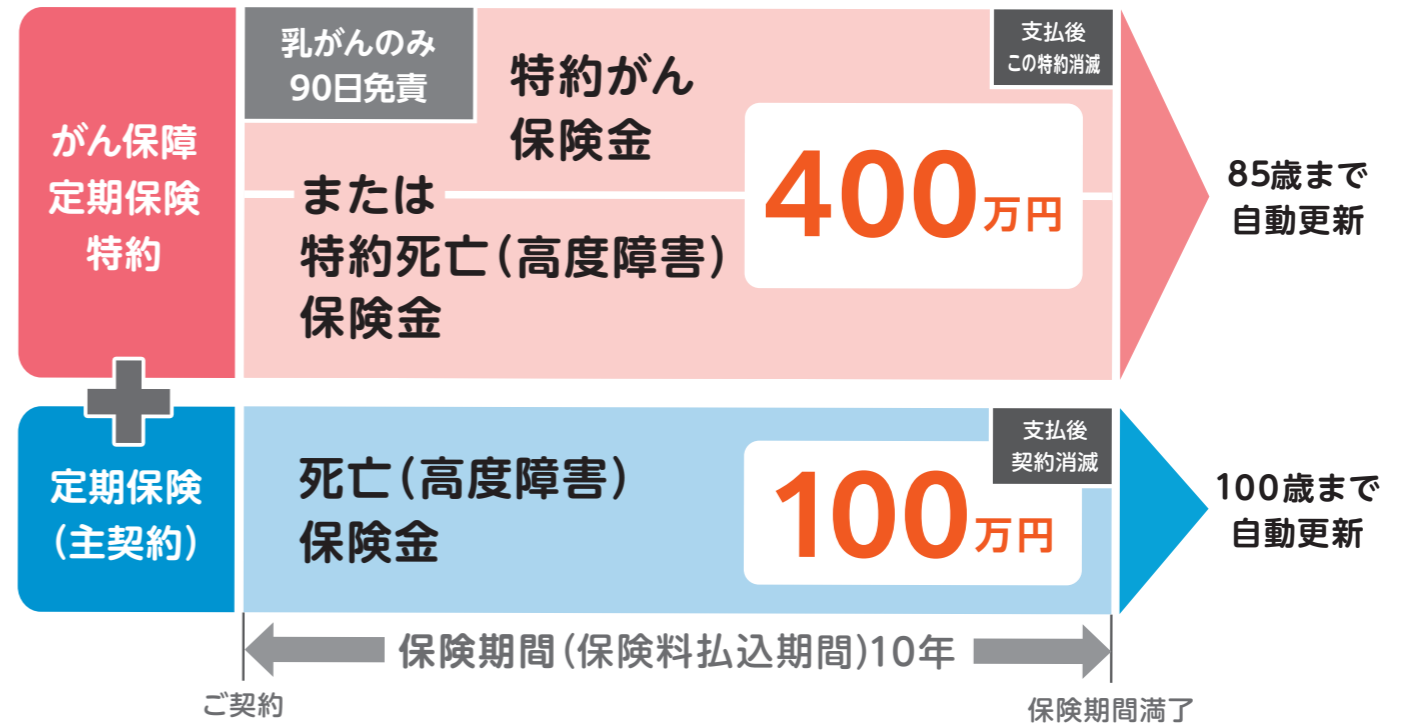 がん保障
定期保険
特約
乳がんのみ
90日免責
特約がん
保険金
または
特約死亡(高度障害)
保険金
400万円
支払後
この特約消滅
85歳まで
自動更新
定期保険
(主契約)
死亡(高度障害)
保険金
100万円
支払後
契約消滅
100歳まで
自動更新
保険期間(保険料払込期間)10年
ご契約
保険期間満了